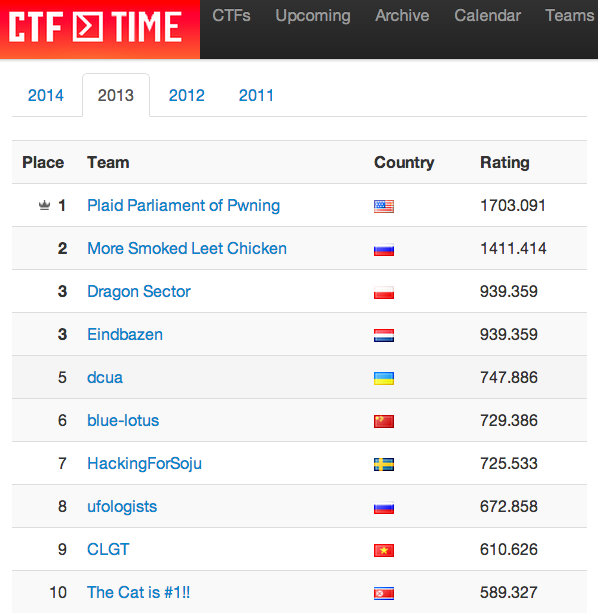 CTF TIME CTFs Upcoming Archive Calendar Teams
2014 2013 2012 2011
Place Team Country Rating
1 Plaid Parliament of Pwning 1703.091
2 More Smoked Leet Chicken 1411.414
3 Dragon Sector 939.359
3 Eindbazen 939.359
5 dcua 747.886
6 blue-lotus 729.386
7 HackingForSoju 725.533
8 ufologists 672.858
9 CLGT 610.626
10 The Cat is #1!! 589.327